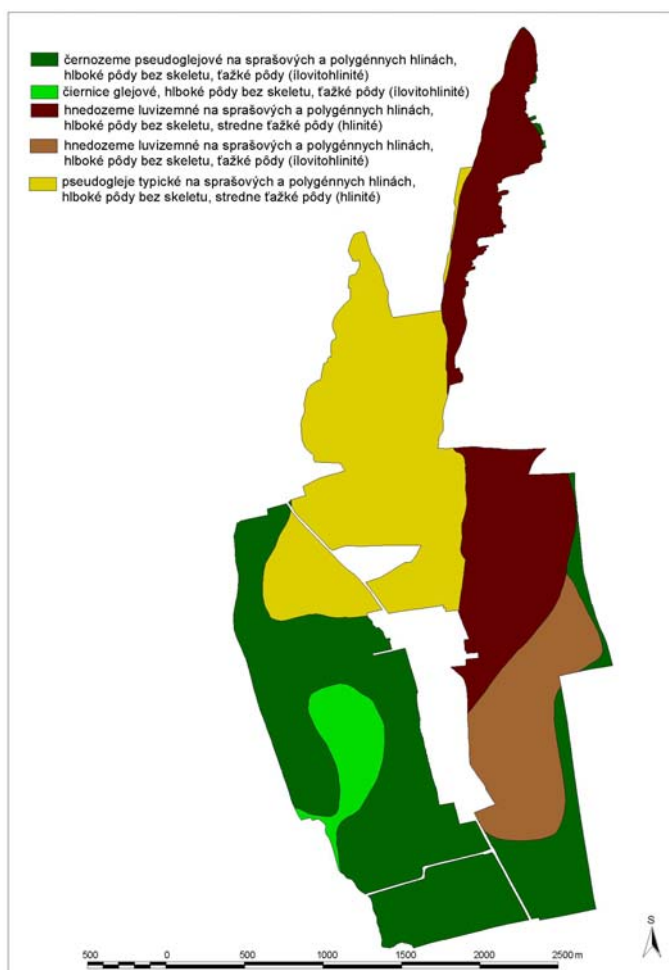 černozeme pseudoglejové na sprašových a polygénnych hlinách,
hlboké pôdy bez skeletu, ťažké pôdy (ílovitohlinité)
čiernice glejové, hlboké pôdy bez skeletu, ťažké pôdy (ílovitohlinité)
hnedozeme luvizemné na sprašových a polygénnych hlinách,
hlboké pôdy bez skeletu, stredne ťažké pôdy (hlinité)
hnedozeme luvizemné na sprašových a polygénnych hlinách,
hlboké pôdy bez skeletu, ťažké pôdy (ílovitohlinité)
pseudogleje typické na sprašových a polygénnych hlinách,
hlboké pôdy bez skeletu, stredne ťažké pôdy (hlinité)
S
500 0 500 1000 1500 2000 2500 m